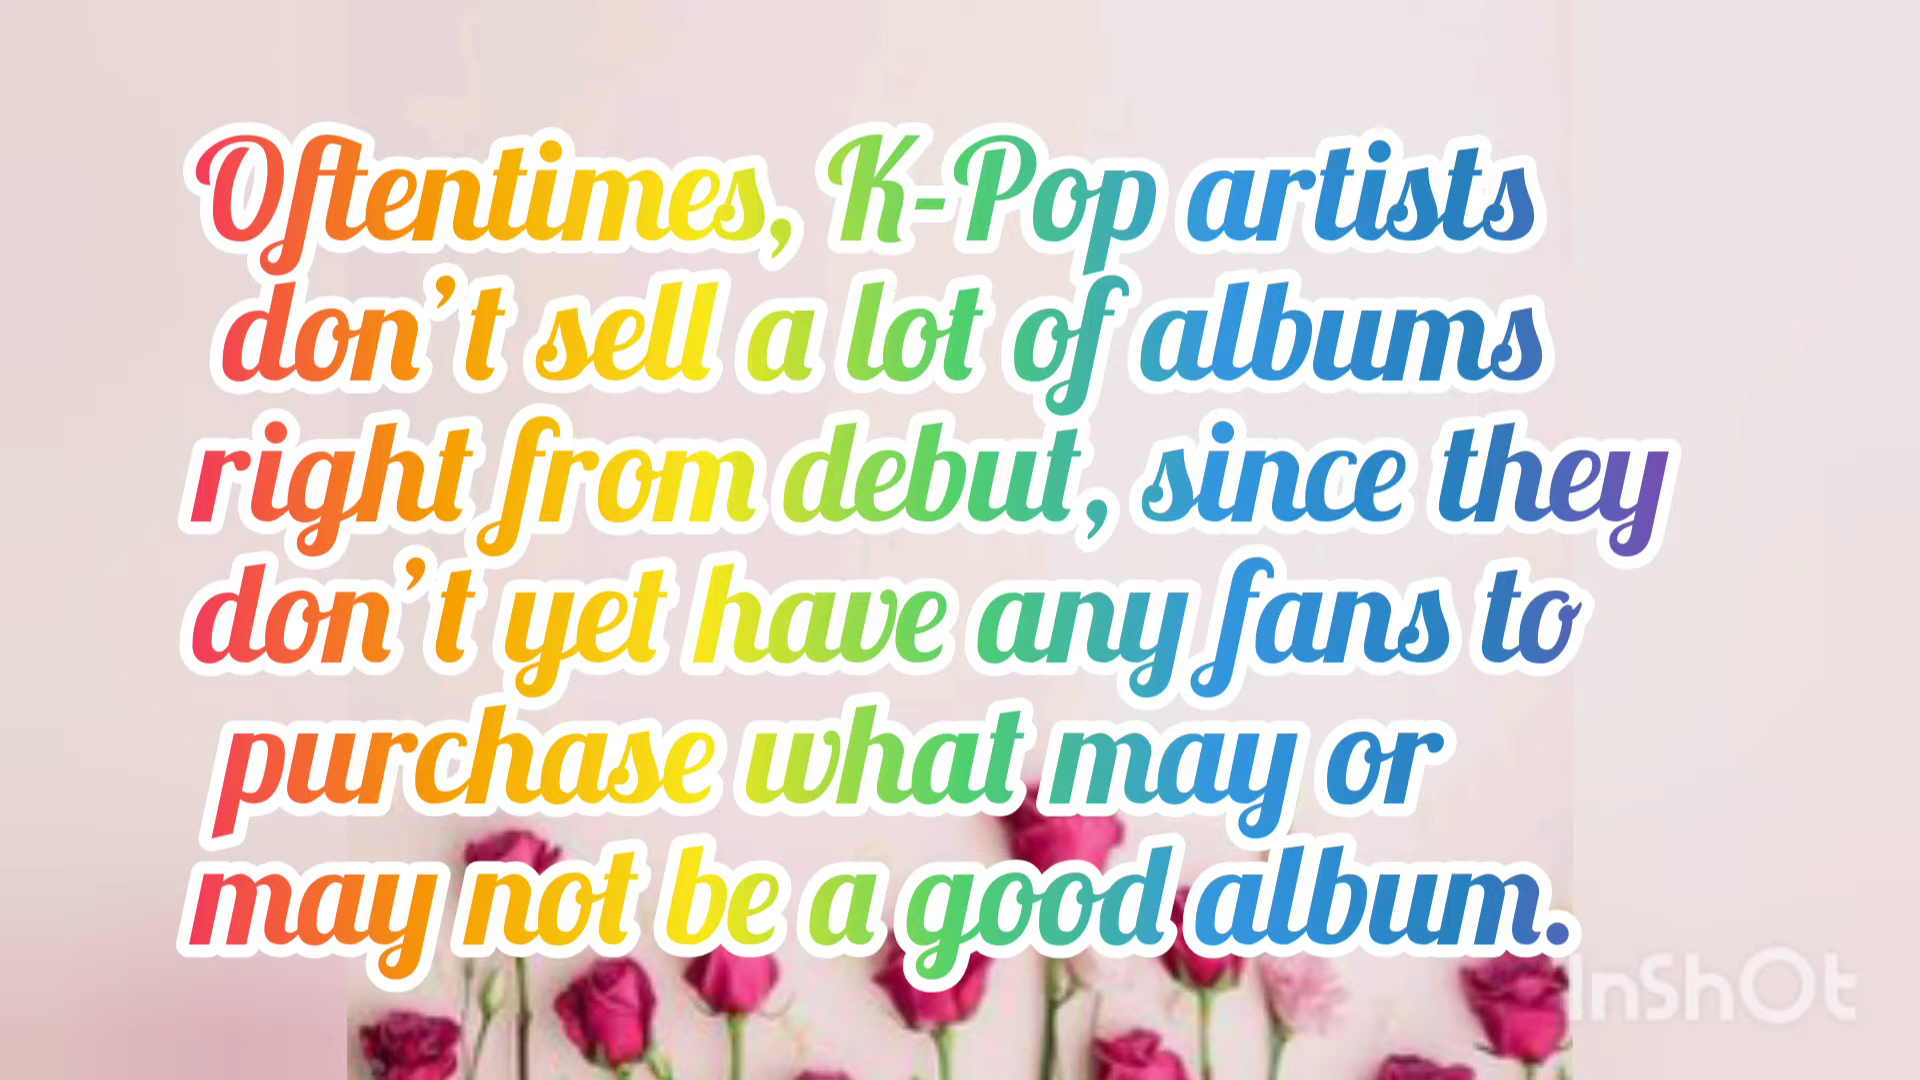 Oftentimes, K-Pop artists
don't sell a lot of albums
right from debut, since they
don't yet have any fans to
purchase what may or
may not be a good album.
InShOt